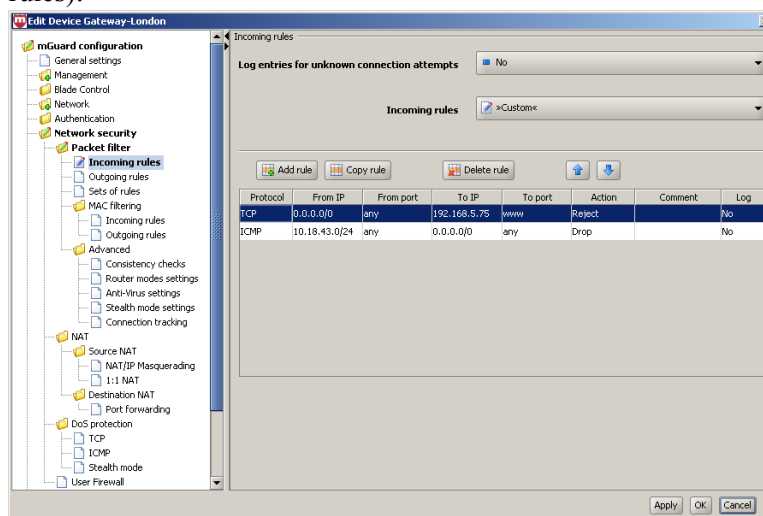 rules).
Edit Device Gateway-London
mGuard configuration
General settings
Management
Blade Control
Network
Authentication
Network security
Packet filter
Incoming rules
Outgoing rules
Sets of rules
MAC filtering
Incoming rules
Outgoing rules
Advanced
Consistency checks
Router modes settings
Anti-Virus settings
Stealth mode settings
Connection tracking
NAT
Source NAT
NAT/IP Masquerading
1:1 NAT
Destination NAT
Port forwarding
DoS protection
TCP
ICMP
Stealth mode
User Firewall
Incoming rules
Log entries for unknown connection attempts No
Incoming rules »Custom«
Add rule Copy rule Delete rule
Protocol From IP From port To IP To port Action Comment Log
TCP 0.0.0.0/0 any 192.168.5.75 www Reject No
ICMP 10.18.43.0/24 any 0.0.0.0/0 any Drop No
Apply OK Cancel